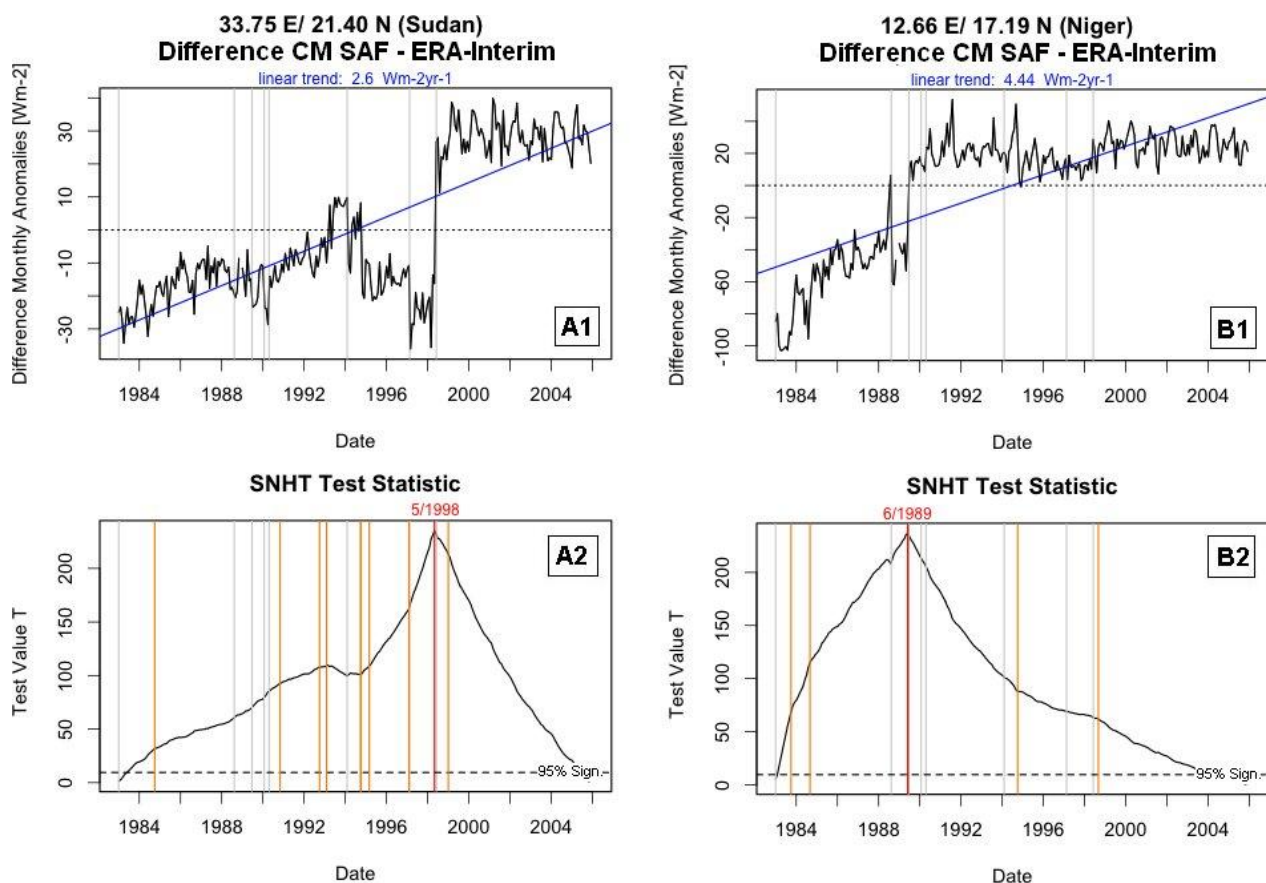 33.75 E/ 21.40 N (Sudan)
Difference CM SAF - ERA-Interim
linear trend: 2.6 Wm-2yr-1
Difference Monthly Anomalies [Wm-2]
30
10
-10
-30
A1
1984
1988
1992
1996
2000
2004
Date
12.66 E/ 17.19 N (Niger)
Difference CM SAF - ERA-Interim
linear trend: 4.44 Wm-2yr-1
Difference Monthly Anomalies [Wm-2]
20
-20
-60
-100
B1
1984
1988
1992
1996
2000
2004
Date
SNHT Test Statistic
5/1998
Test Value T
200
150
100
50
0
A2
95% Sign.
1984
1988
1992
1996
2000
2004
Date
SNHT Test Statistic
6/1989
Test Value T
200
150
100
50
0
B2
95% Sign.
1984
1988
1992
1996
2000
2004
Date